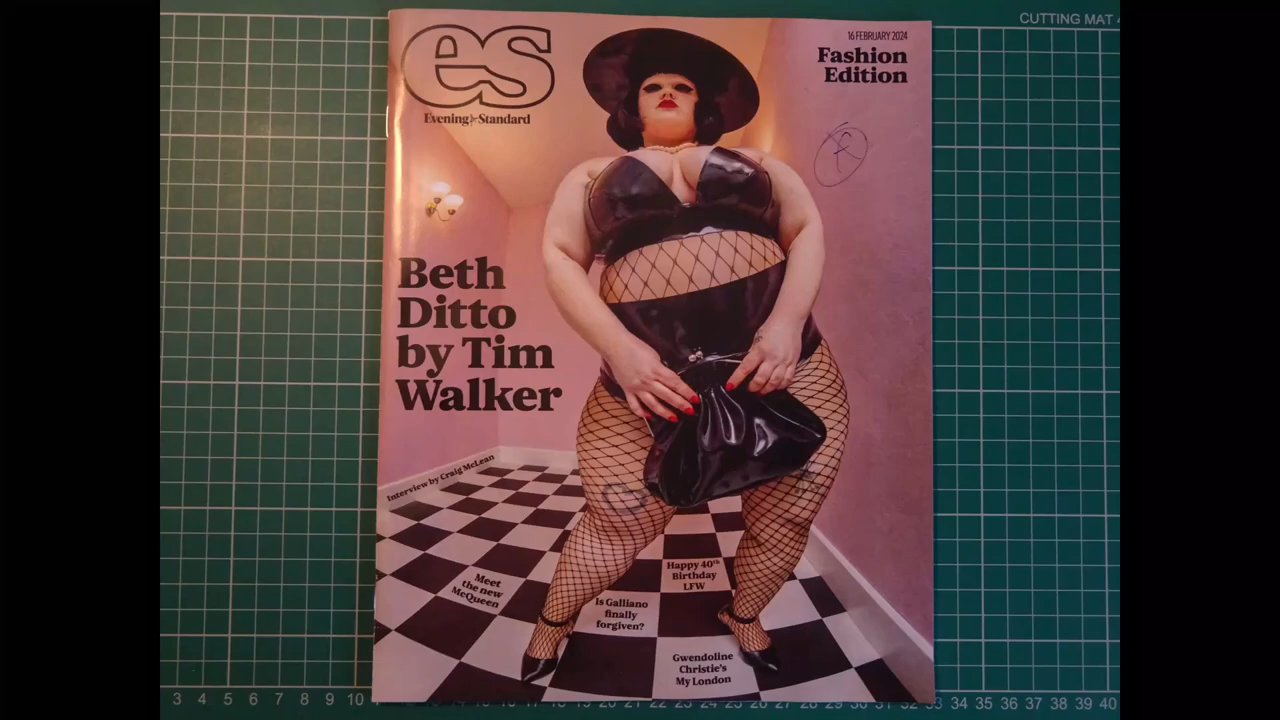 CUTTING MAT
es
Evening Standard
16 FEBRUARY 2024
Fashion
Edition
Beth
Ditto
by Tim
Walker
Interview by Craig McLean
Meet
the new
McQueen
Is Galliano
finally
forgiven?
Happy 40th
Birthday
LFW
Gwendoline
Christie's
My London
3 4 5 6 7 8 9 10 33 34 35 36 37 38 39 40